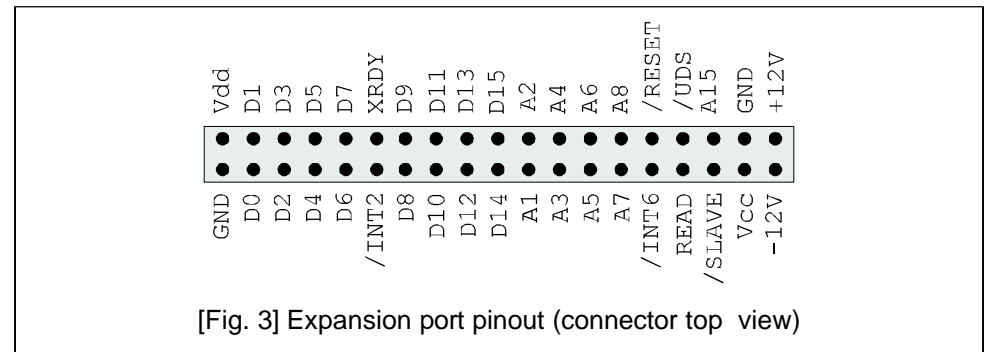 Vdd D1 D3 D5 D7 XRDY D9 D11 D13 D15 A2 A4 A6 A8 /RESET /UDS A15 GND +12V
GND D0 D2 D4 D6 /INT2 D8 D10 D12 D14 A1 A3 A5 A7 /INT6 READ /SLAVE Vcc -12V
[Fig. 3] Expansion port pinout (connector top view)